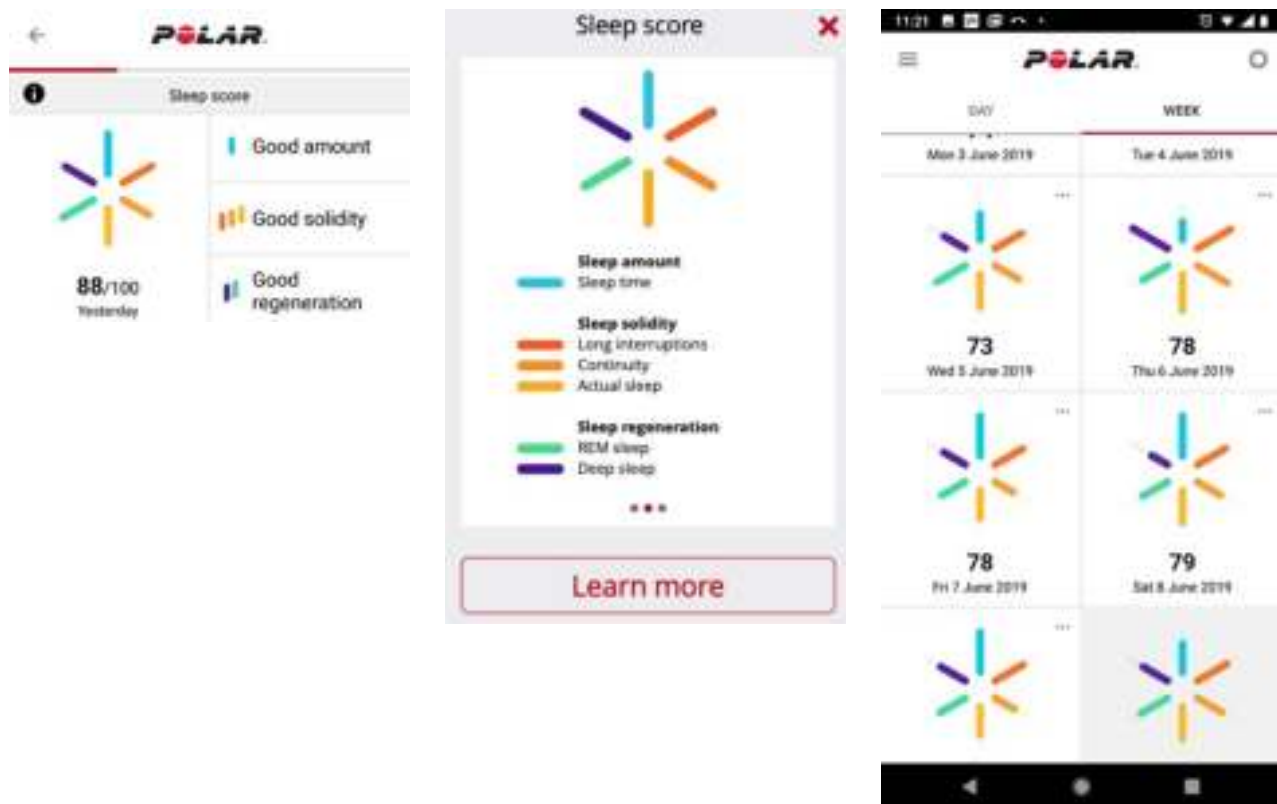 POLAR
Sleep score
Good amount
Good solidity
Good
regeneration
88/100
Yesterday
Sleep score
Sleep amount
Sleep time
Sleep solidity
Long interruptions
Continuity
Actual sleep
Sleep regeneration
REM sleep
Deep sleep
Learn more
11:21
POLAR
DAY
WEEK
Mon 3 June 2019
Tue 4 June 2019
73
Wed 5 June 2019
78
Thu 6 June 2019
78
Fri 7 June 2019
79
Sat 8 June 2019